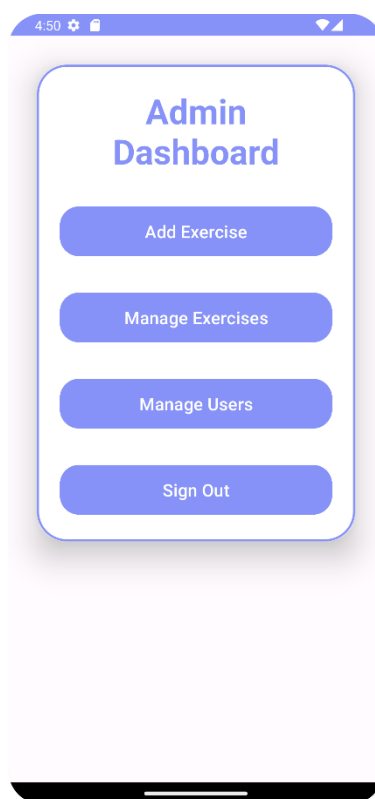 4:50
Admin
Dashboard
Add Exercise
Manage Exercises
Manage Users
Sign Out